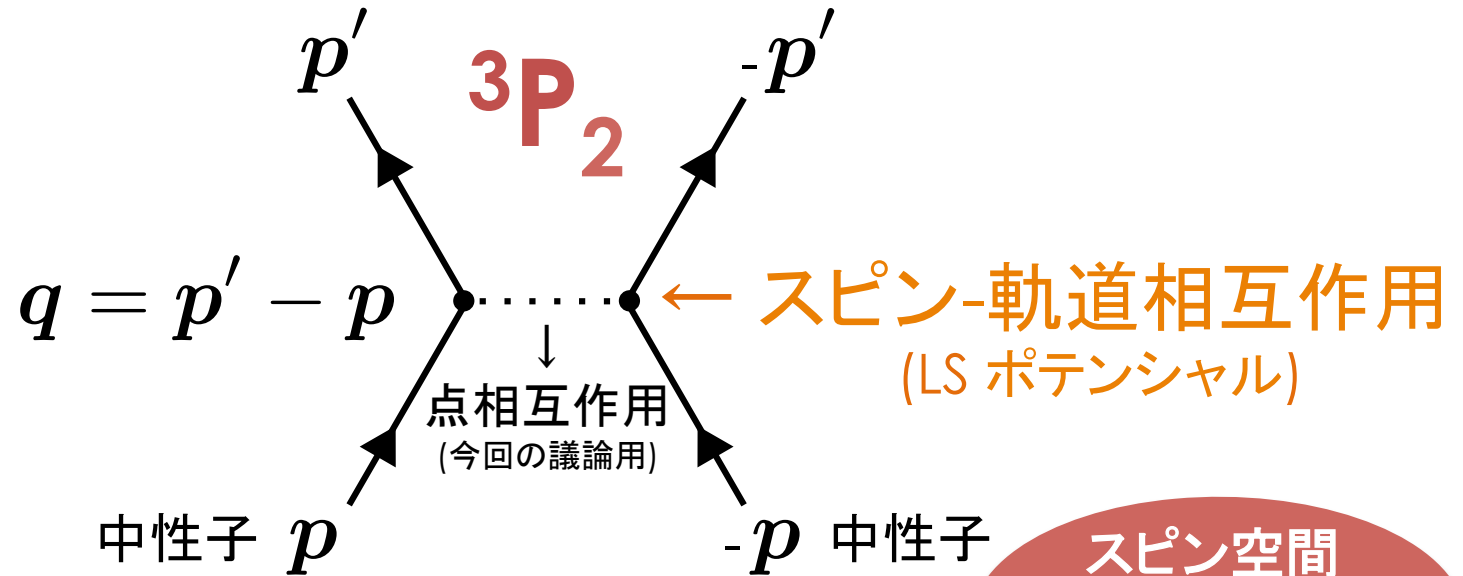 p′
-p′
³P₂
q = p′ − p
← スピン-軌道相互作用
(LS ポテンシャル)
↓
点相互作用
(今回の議論用)
中性子 p
-p 中性子
スピン空間